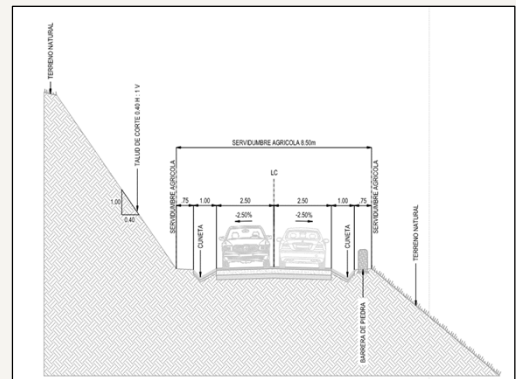 TERRENO NATURAL
TALUD DE CORTE 0.40 H : 1 V
1.00
0.40
SERVIDUMBRE AGRICOLA
SERVIDUMBRE AGRICOLA 8.50m
LC
.75
1.00
2.50
2.50
1.00
.75
-2.50%
-2.50%
CUNETA
CUNETA
SERVIDUMBRE AGRICOLA
BARRERA DE PIEDRA
TERRENO NATURAL